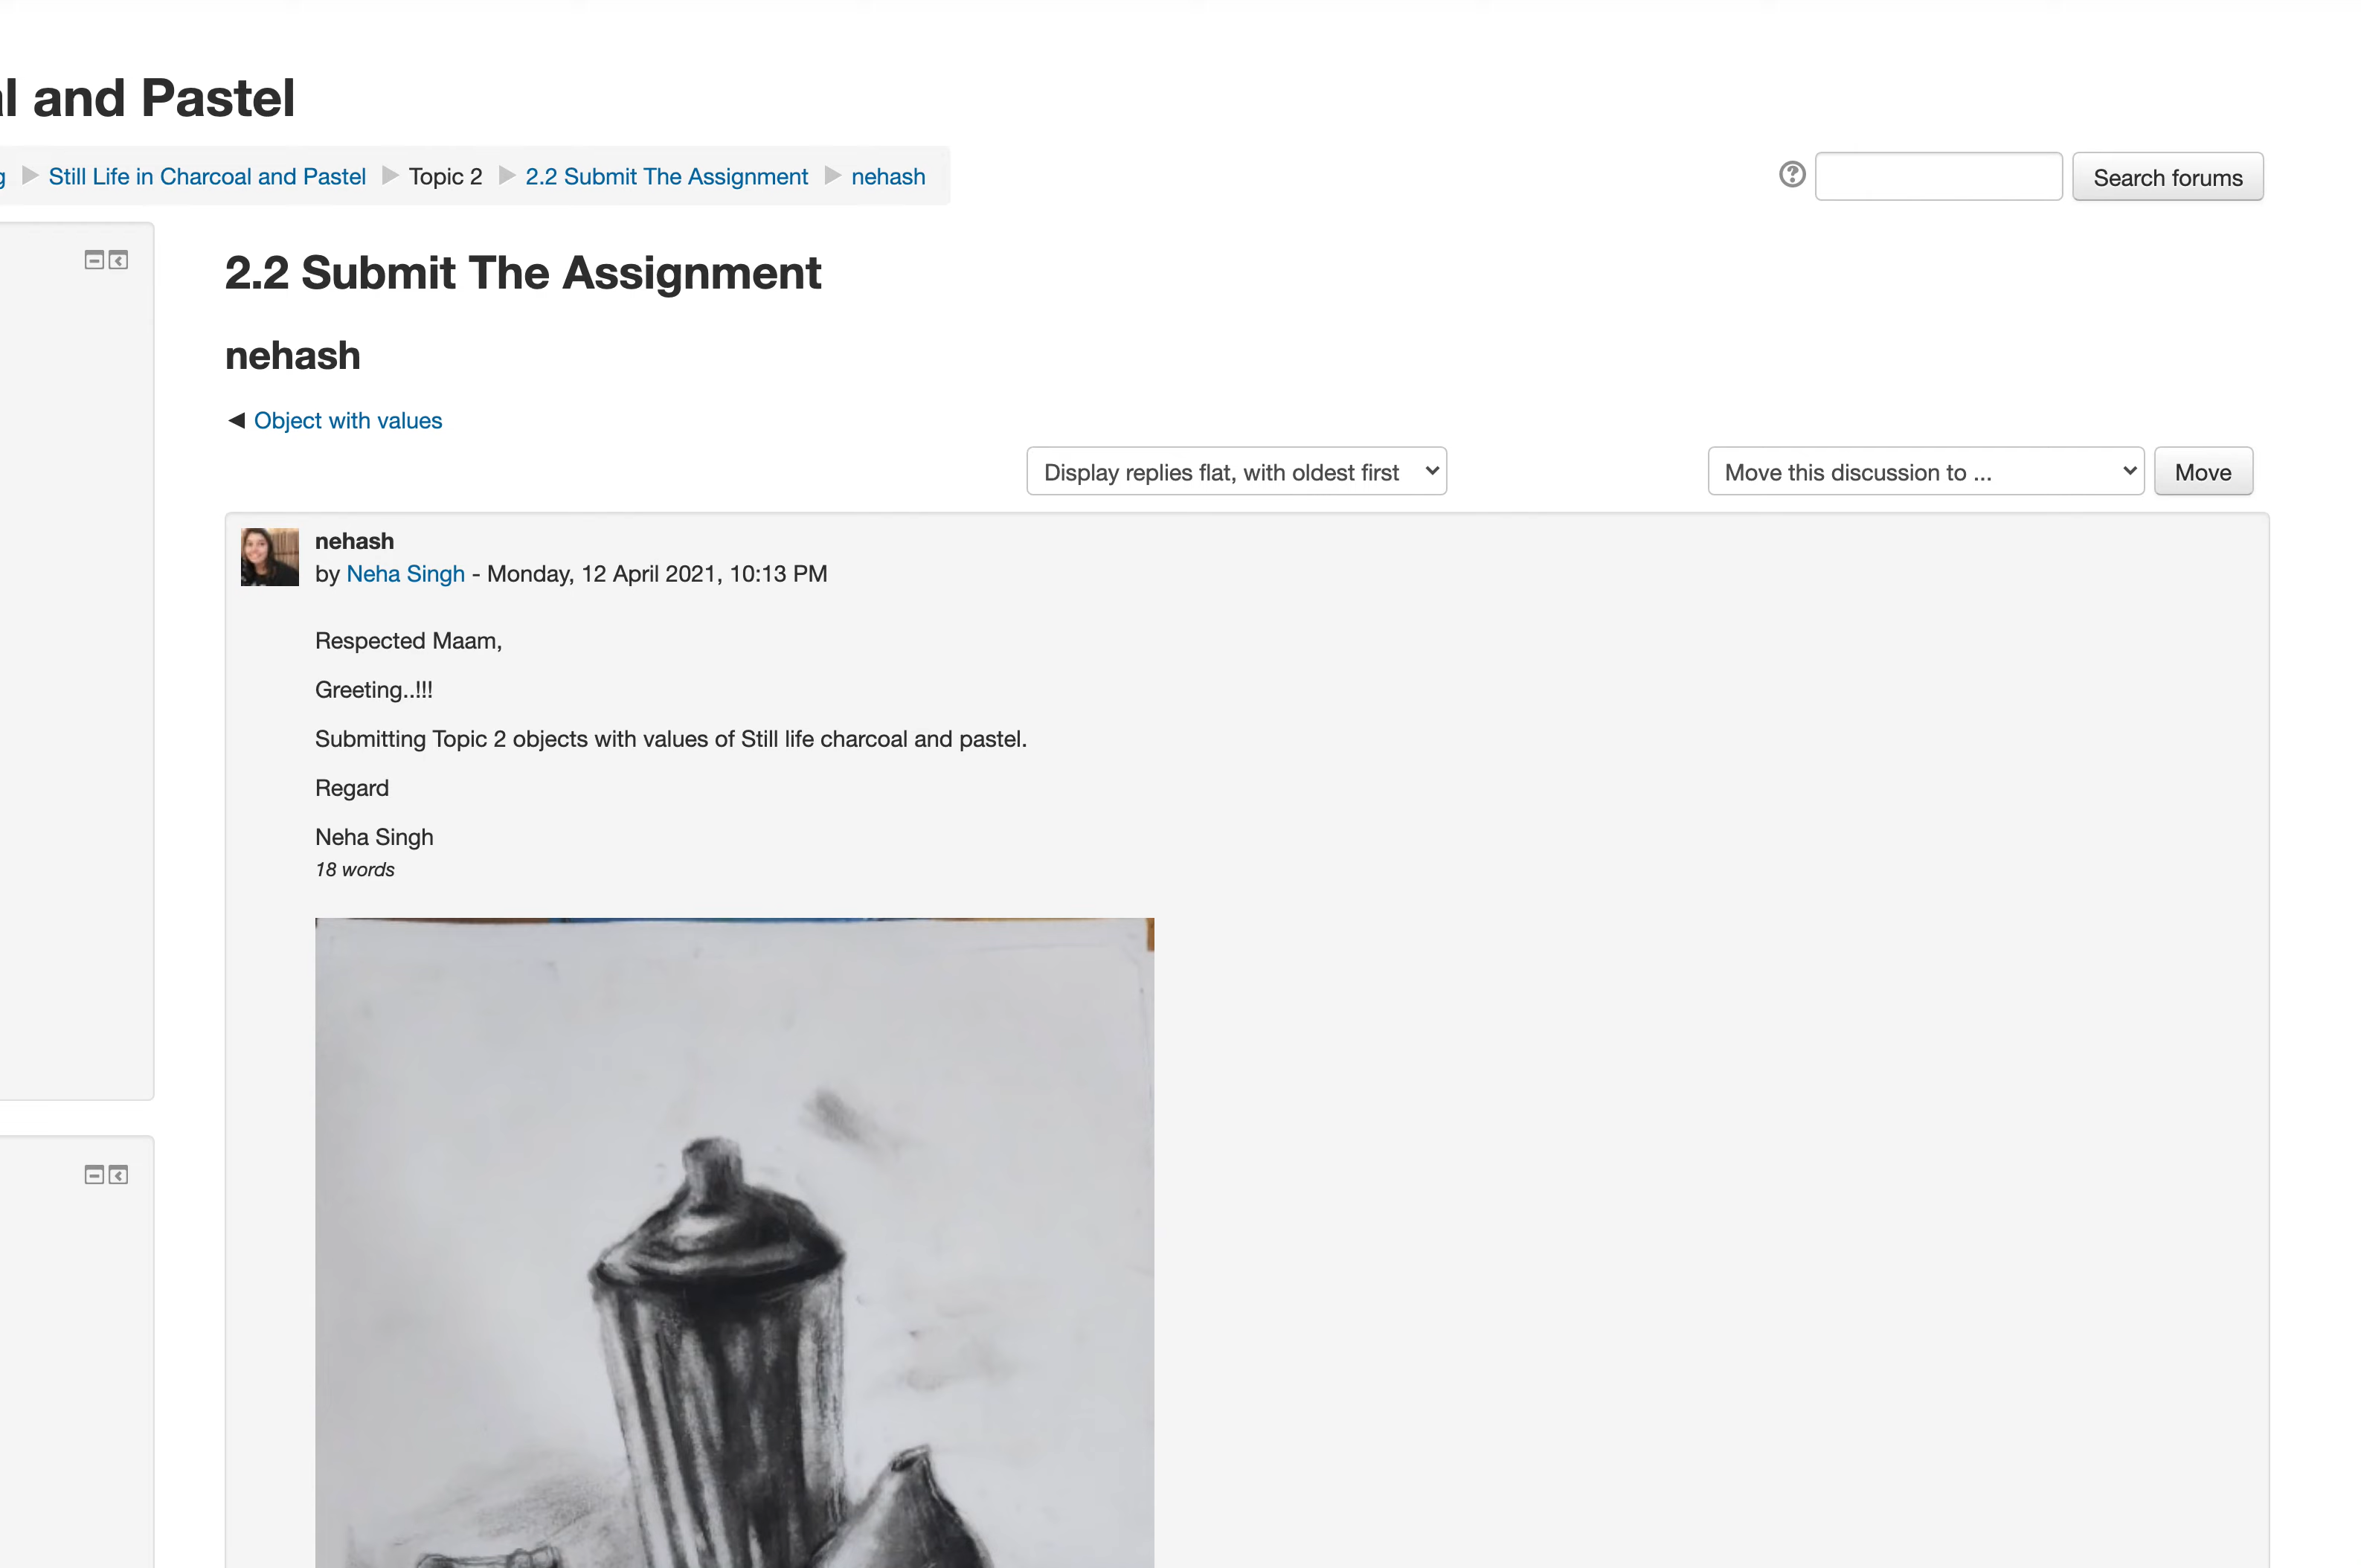 and Pastel
Still Life in Charcoal and Pastel Topic 2 2.2 Submit The Assignment nehash
Search forums
2.2 Submit The Assignment
nehash
Object with values
Display replies flat, with oldest first
Move this discussion to ...
Move
nehash
by Neha Singh - Monday, 12 April 2021, 10:13 PM
Respected Maam,
Greeting..!!!
Submitting Topic 2 objects with values of Still life charcoal and pastel.
Regard
Neha Singh
18 words